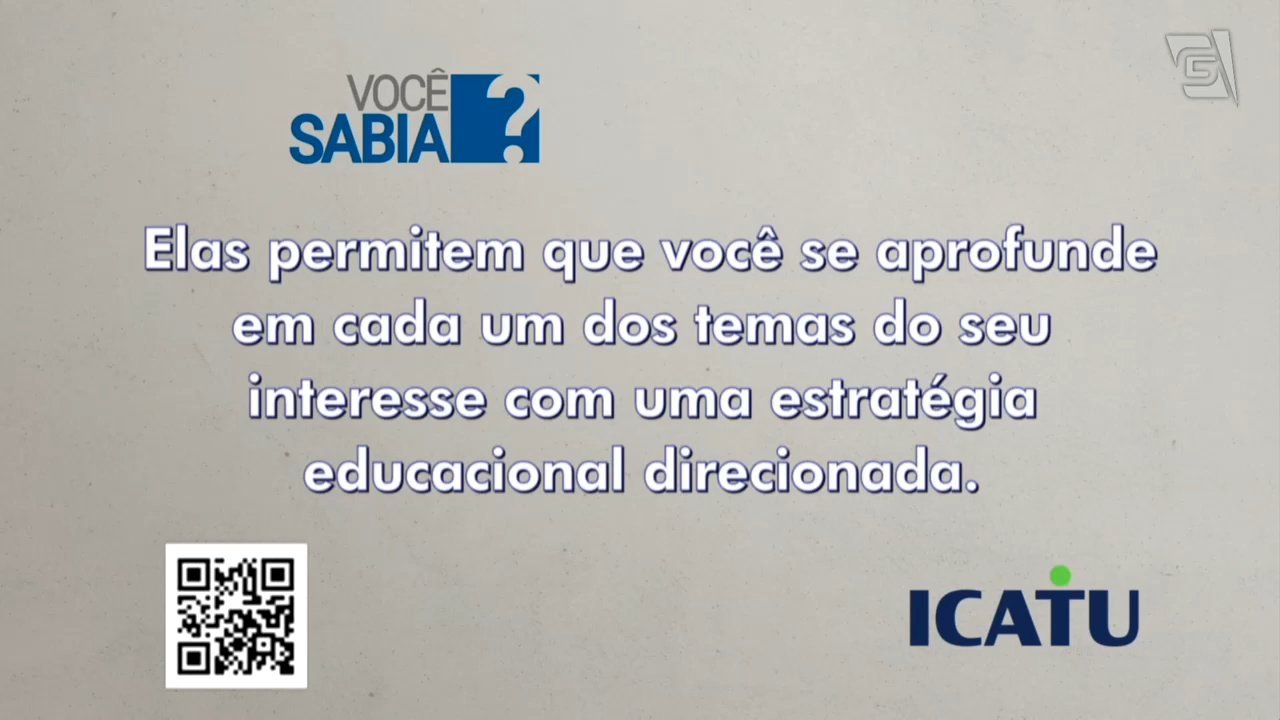 VOCÊ
SABIA?
Elas permitem que você se aprofunde
em cada um dos temas do seu
interesse com uma estratégia
educacional direcionada.
ICATU